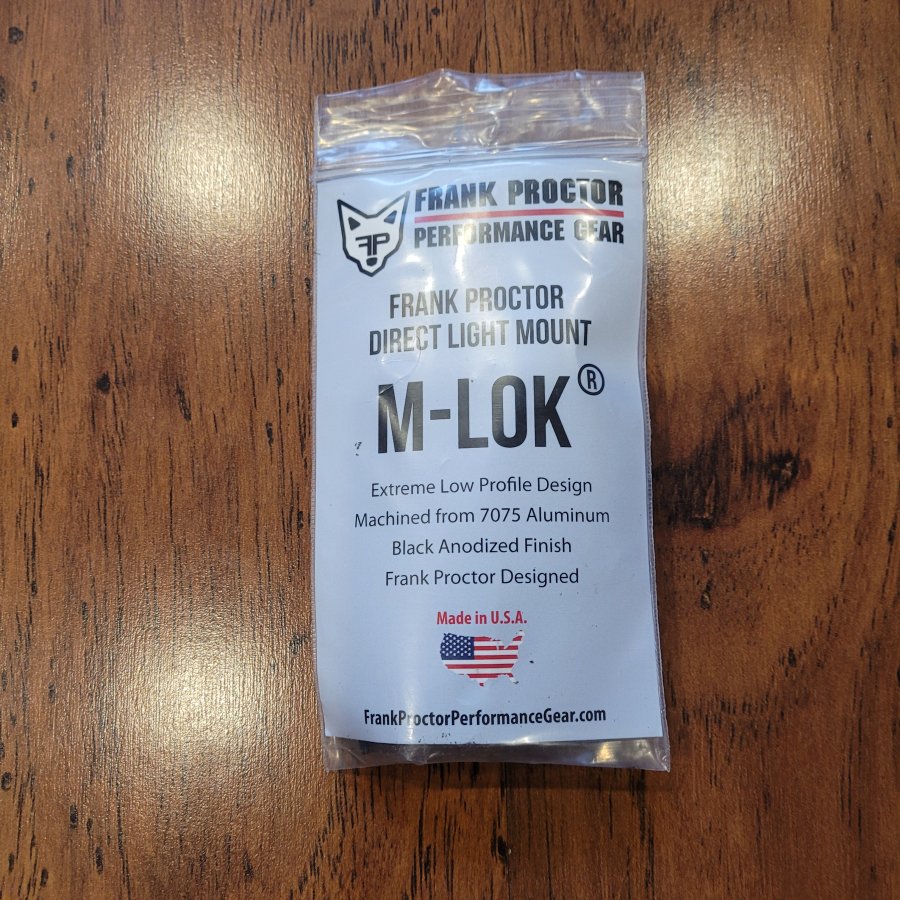 FRANK PROCTOR
PERFORMANCE GEAR
FP
FRANK PROCTOR
DIRECT LIGHT MOUNT
M-LOK®
Extreme Low Profile Design
Machined from 7075 Aluminum
Black Anodized Finish
Frank Proctor Designed
Made in U.S.A.
FrankProctorPerformanceGear.com